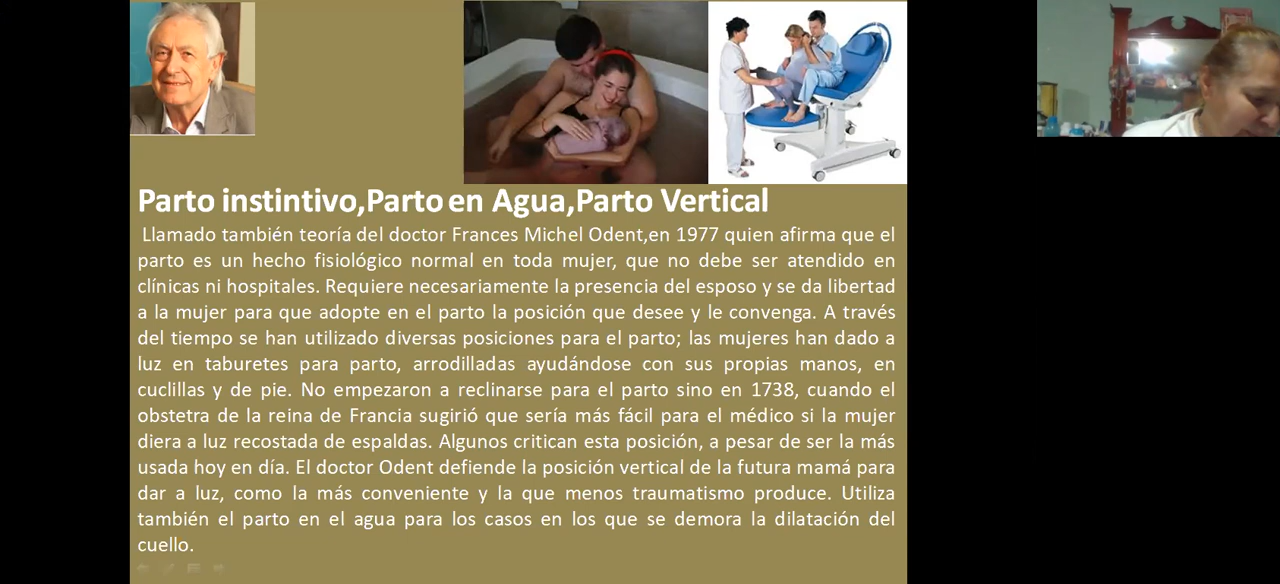 Parto instintivo,Parto en Agua,Parto Vertical
Llamado también teoría del doctor Frances Michel Odent,en 1977 quien afirma que el
parto es un hecho fisiológico normal en toda mujer, que no debe ser atendido en
clínicas ni hospitales. Requiere necesariamente la presencia del esposo y se da libertad
a la mujer para que adopte en el parto la posición que desee y le convenga. A través
del tiempo se han utilizado diversas posiciones para el parto; las mujeres han dado a
luz en taburetes para parto, arrodilladas ayudándose con sus propias manos, en
cuclillas y de pie. No empezaron a reclinarse para el parto sino en 1738, cuando el
obstetra de la reina de Francia sugirió que sería más fácil para el médico si la mujer
diera a luz recostada de espaldas. Algunos critican esta posición, a pesar de ser la más
usada hoy en día. El doctor Odent defiende la posición vertical de la futura mamá para
dar a luz, como la más conveniente y la que menos traumatismo produce. Utiliza
también el parto en el agua para los casos en los que se demora la dilatación del
cuello.